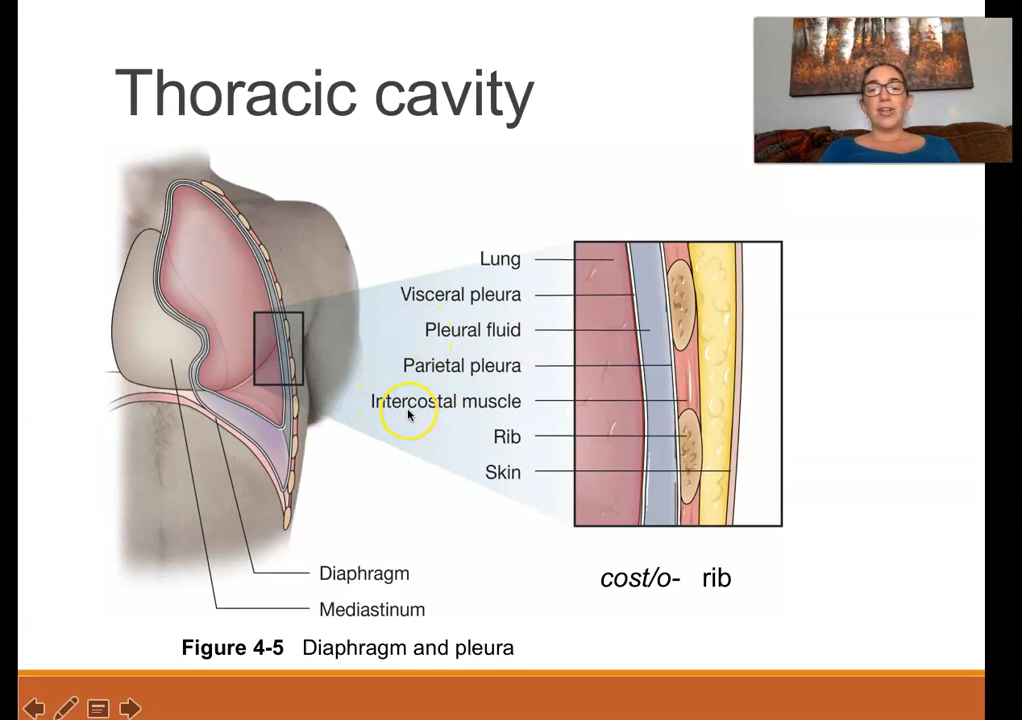 Thoracic cavity
Lung
Visceral pleura
Pleural fluid
Parietal pleura
Intercostal muscle
Rib
Skin
Diaphragm
Mediastinum
cost/o- rib
Figure 4-5 Diaphragm and pleura